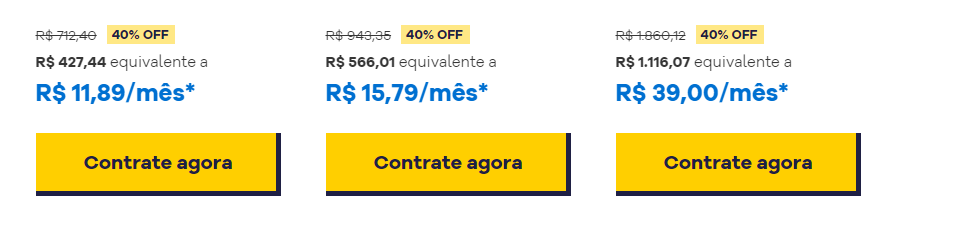 R$ 712,40 40% OFF
R$ 427,44 equivalente a
R$ 11,89/mês*
Contrate agora
R$ 943,35 40% OFF
R$ 566,01 equivalente a
R$ 15,79/mês*
Contrate agora
R$ 1.860,12 40% OFF
R$ 1.116,07 equivalente a
R$ 39,00/mês*
Contrate agora